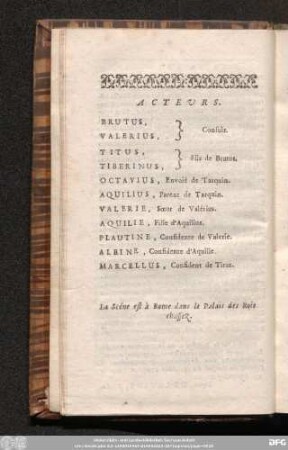 ACTEURS.
BRUTUS,
VALERIUS,
} Consuls.
TITUS,
TIBERINUS,
} Fils de Brutus.
OCTAVIUS, Envoié de Tarquin.
AQUILIUS, Parent de Tarquin.
VALERIE, Sœur de Valérius.
AQUILIE, Fille d'Aquilius.
PLAUTINE, Confidente de Valerie.
ALBINE, Confidente d'Aquilie.
MARCELLUS, Confident de Titus.
La Scéne est à Rome dans le Palais des Rois
chassez.
DFG